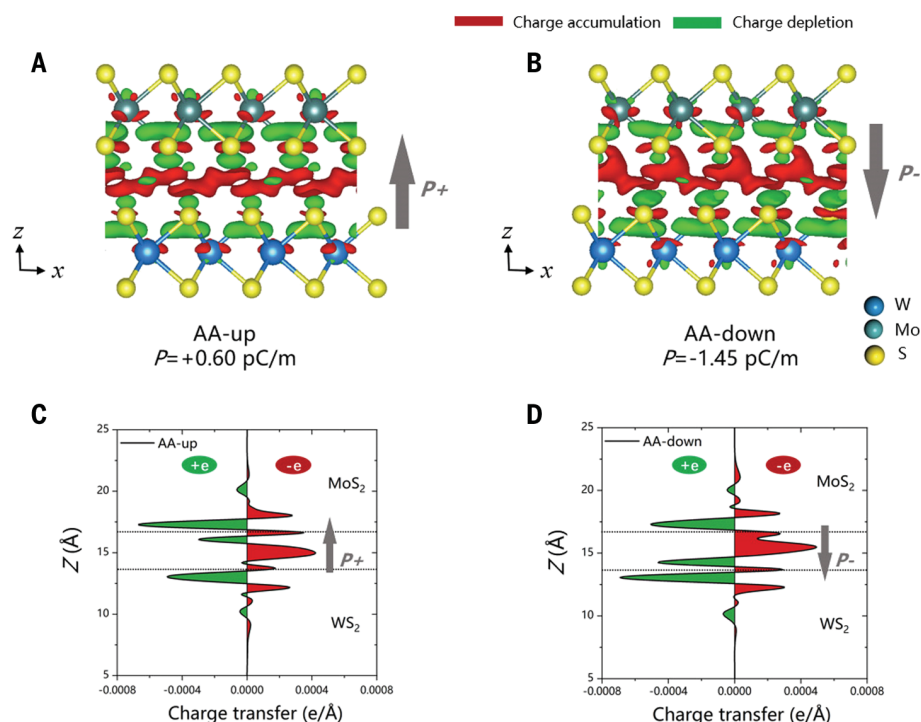 Charge accumulation Charge depletion
A
B
P+
P-
z
x
z
x
AA-up
P=+0.60 pC/m
AA-down
P=-1.45 pC/m
W
Mo
S
C
D
25
20
15
10
5
Z (Å)
AA-up
+e
-e
MoS2
P+
WS2
-0.0008 -0.0004 0.0000 0.0004 0.0008
Charge transfer (e/Å)
25
20
15
10
5
Z (Å)
AA-down
+e
-e
MoS2
P-
WS2
-0.0008 -0.0004 0.0000 0.0004 0.0008
Charge transfer (e/Å)